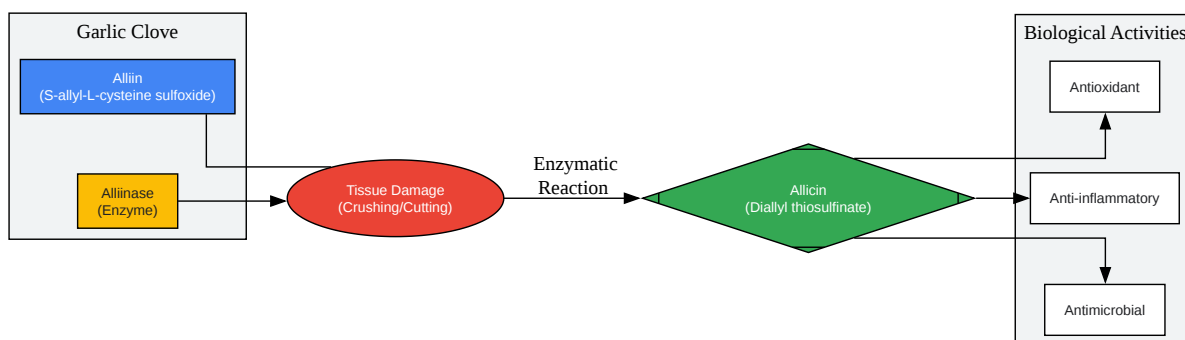 Garlic Clove
Alliin
(S-allyl-L-cysteine sulfoxide)
Alliinase
(Enzyme)
Tissue Damage
(Crushing/Cutting)
Enzymatic
Reaction
Allicin
(Diallyl thiosulfinate)
Biological Activities
Antioxidant
Anti-inflammatory
Antimicrobial